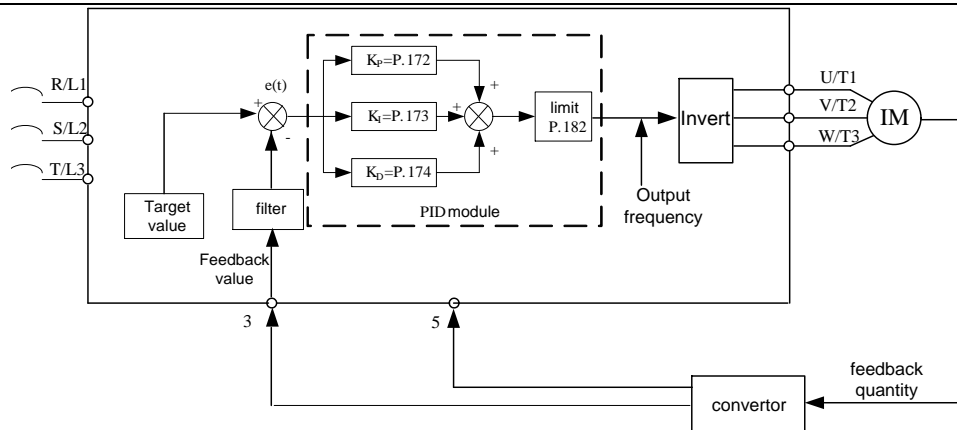 R/L1
S/L2
T/L3
Target
value
e(t)
+
-
filter
Feedback
value
K_P=P.172
K_I=P.173
K_D=P.174
+
+
+
limit
P.182
PID module
Output
frequency
Invert
U/T1
V/T2
W/T3
IM
3
5
convertor
feedback
quantity